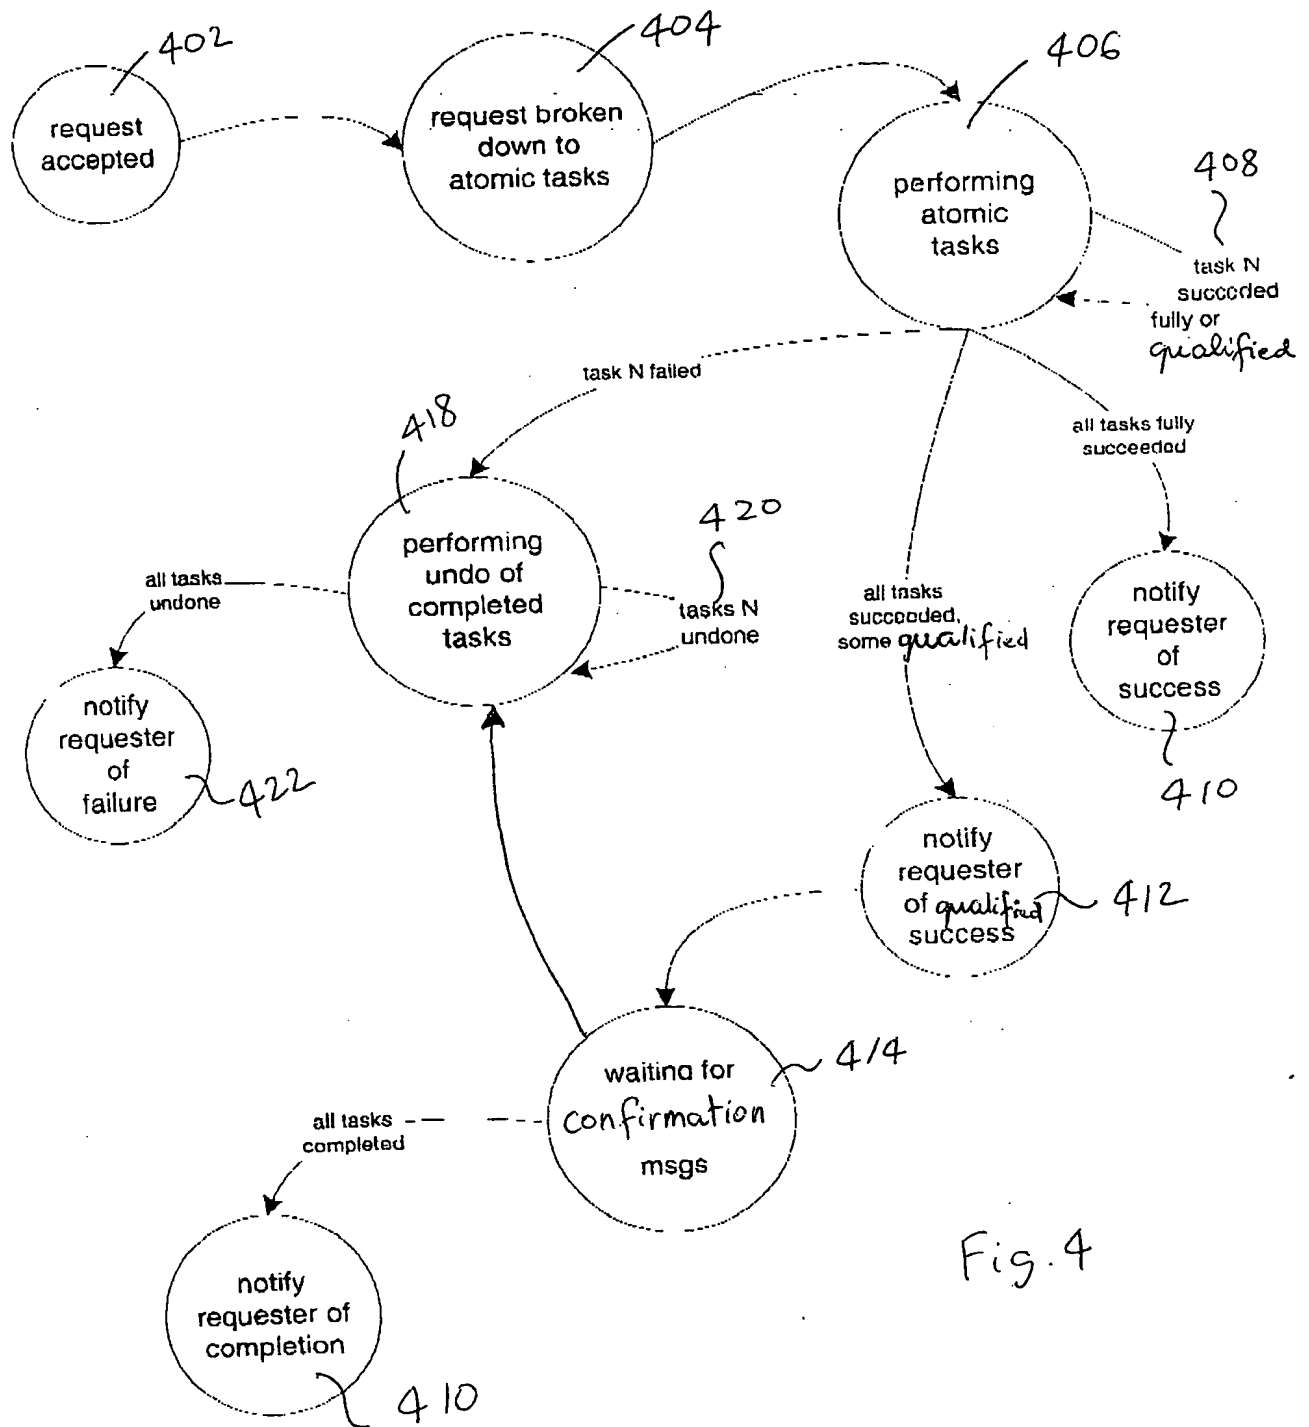 402
request
accepted
404
request broken
down to
atomic tasks
406
performing
atomic
tasks
408
task N
succeded
fully or
qualified
task N failed
all tasks fully
succeeded
418
performing
undo of
completed
tasks
420
tasks N
undone
all tasks
undone
notify
requester
of
failure
422
all tasks
succeeded,
some qualified
notify
requester
of
success
410
notify
requester
of qualified
success
412
waiting for
confirmation
msgs
414
all tasks
completed
notify
requester of
completion
410
Fig. 4